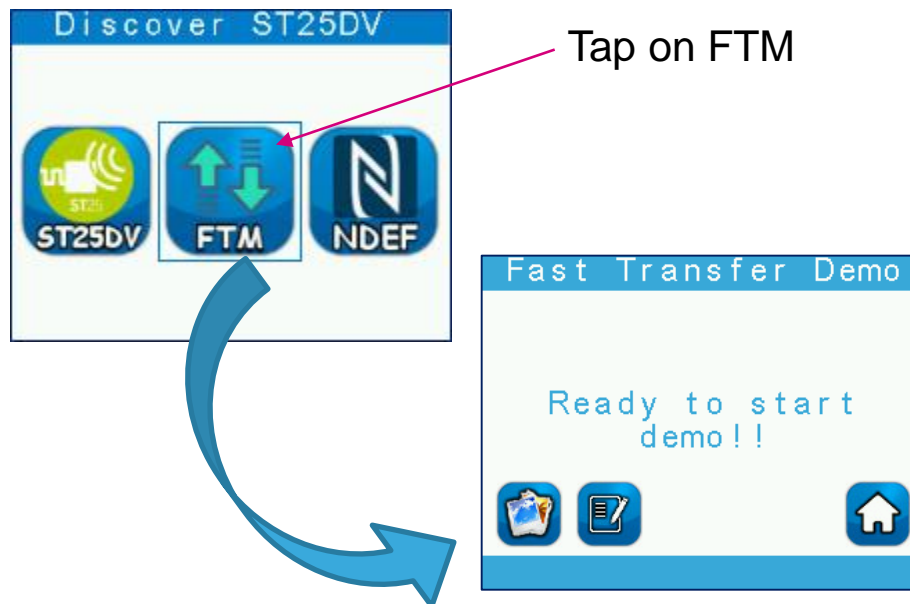 Discover ST25DV
Tap on FTM
ST25
ST25DV
FTM
NDEF
Fast Transfer Demo
Ready to start
demo!!